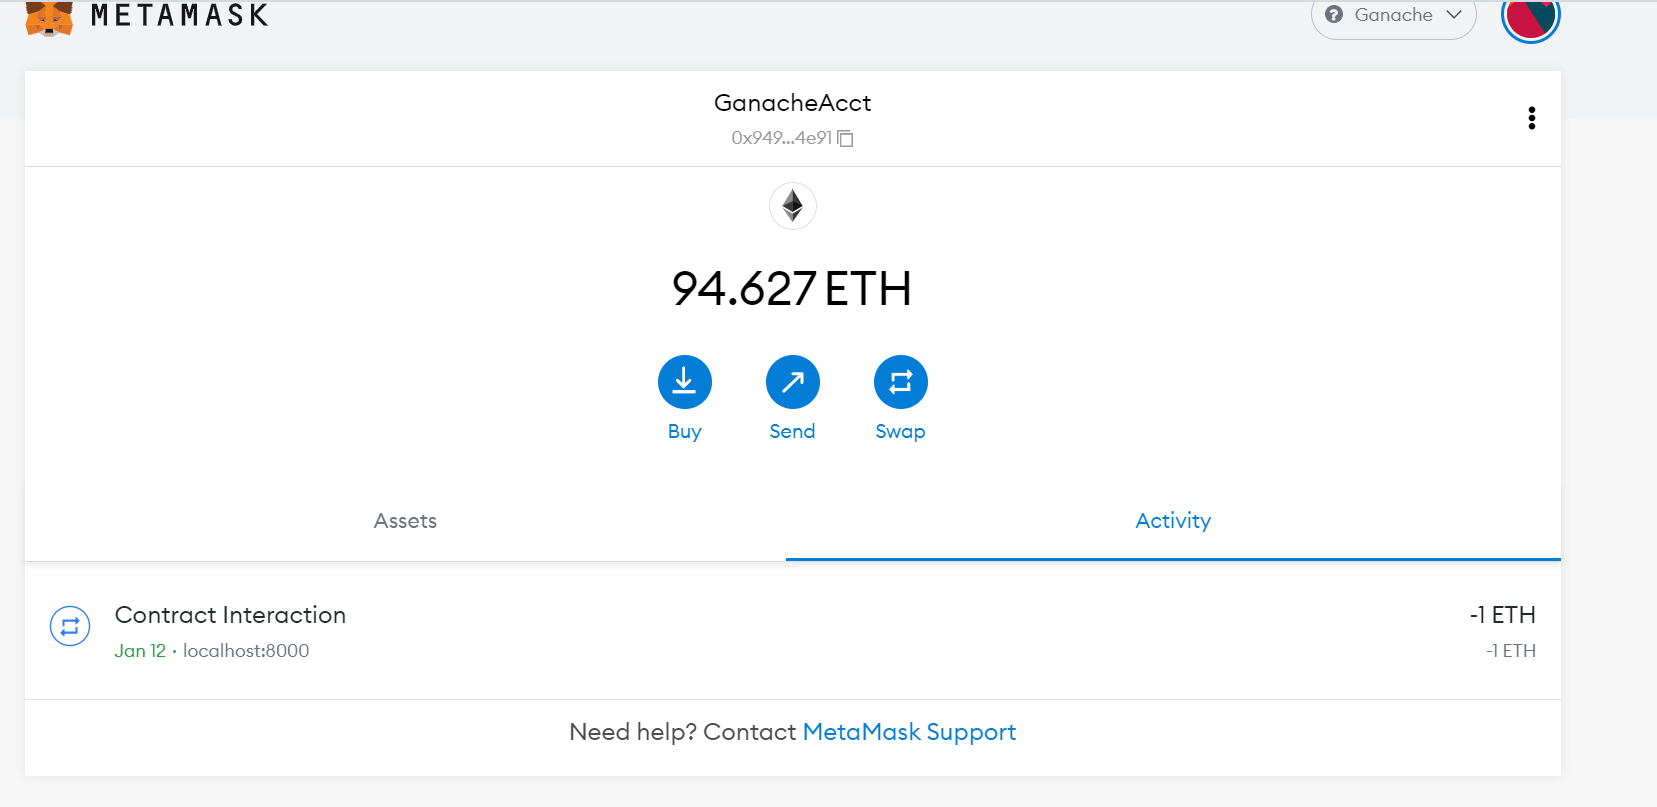 METAMASK
Ganache
GanacheAcct
0x949...4e91
94.627 ETH
Buy
Send
Swap
Assets
Activity
Contract Interaction
-1 ETH
Jan 12 · localhost:8000
-1 ETH
Need help? Contact MetaMask Support